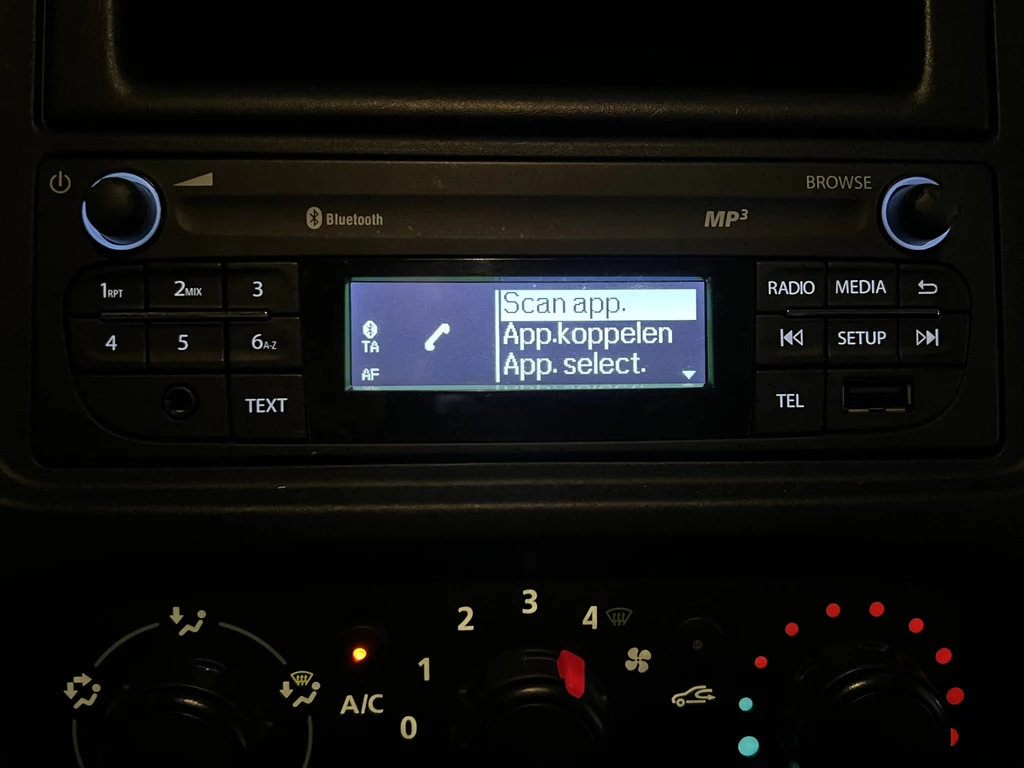 BROWSE
Bluetooth
MP3
1RPT 2MIX 3
4 5 6A-Z
TEXT
TA
AF
Scan app.
App.koppelen
App. select.
RADIO MEDIA
SETUP
TEL
0 1 2 3 4
A/C